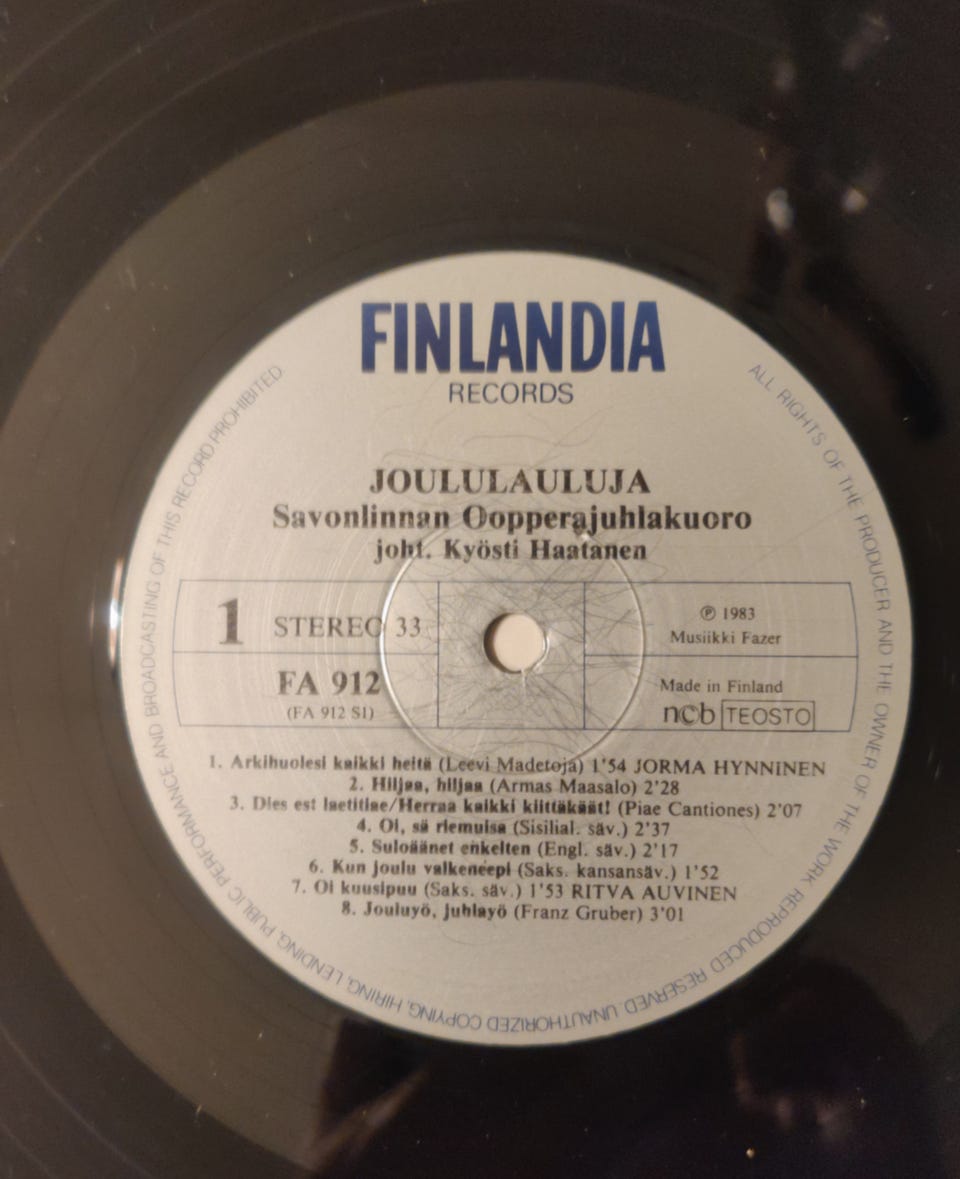 FINLANDIA
RECORDS
JOULULAULUJA
Savonlinnan Oopperajuhlakuoro
joht. Kyösti Haatanen
1 STEREO 33
℗ 1983
Musiikki Fazer
FA 912
(FA 912 S1)
Made in Finland
ncb TEOSTO
1. Arkihuolesi kaikki heitä (Leevi Madetoja) 1'54 JORMA HYNNINEN
2. Hiljaa, hiljaa (Armas Maasalo) 2'28
3. Dies est laetitiae/Herraa kaikki kiittäkäät! (Piae Cantiones) 2'07
4. Oi, sä riemuisa (Sisilial. säv.) 2'37
5. Suloäänet enkelten (Engl. säv.) 2'17
6. Kun joulu valkeneepi (Saks. kansansäv.) 1'52
7. Oi kuusipuu (Saks. säv.) 1'53 RITVA AUVINEN
8. Jouluyö, juhlayö (Franz Gruber) 3'01
ALL RIGHTS OF THE PRODUCER AND THE OWNER OF THE WORK REPRODUCED RESERVED. UNAUTHORIZED COPYING, HIRING, LENDING, PUBLIC PERFORMANCE AND BROADCASTING OF THIS RECORD PROHIBITED.